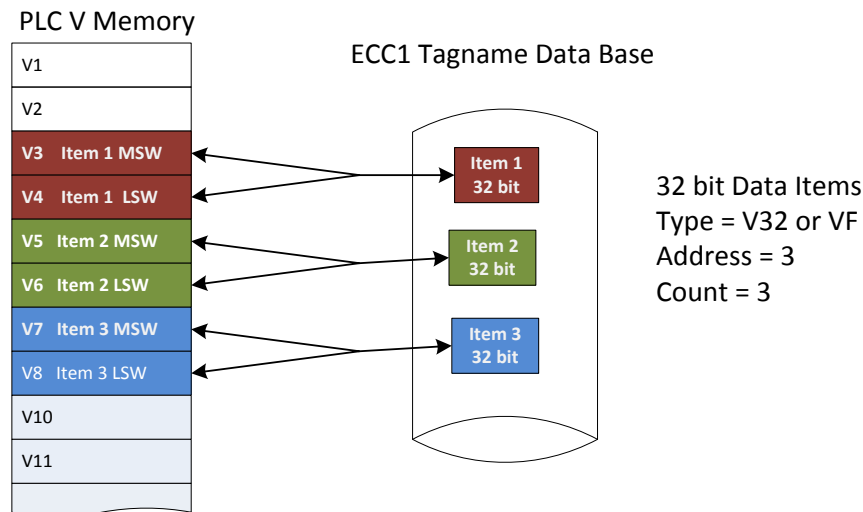 PLC V Memory
ECC1 Tagname Data Base
V1
V2
V3 Item 1 MSW
V4 Item 1 LSW
V5 Item 2 MSW
V6 Item 2 LSW
V7 Item 3 MSW
V8 Item 3 LSW
V10
V11
Item 1
32 bit
Item 2
32 bit
Item 3
32 bit
32 bit Data Items
Type = V32 or VF
Address = 3
Count = 3